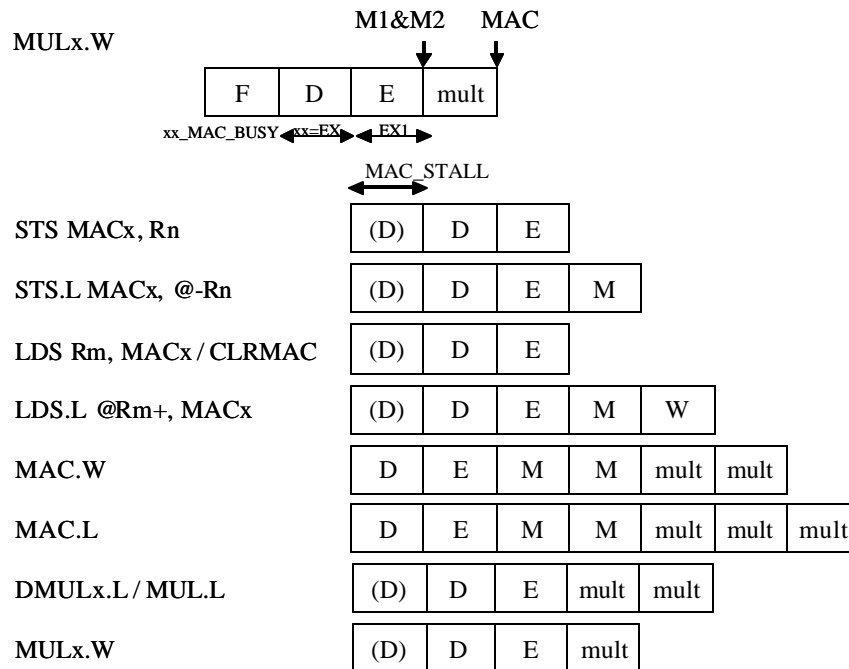 M1&M2 MAC
MULx.W
F D E mult
xx_MAC_BUSY xx=EX EX1
MAC_STALL
STS MACx, Rn (D) D E
STS.L MACx, @-Rn (D) D E M
LDS Rm, MACx / CLRMAC (D) D E
LDS.L @Rm+, MACx (D) D E M W
MAC.W D E M M mult mult
MAC.L D E M M mult mult mult
DMULx.L / MUL.L (D) D E mult mult
MULx.W (D) D E mult